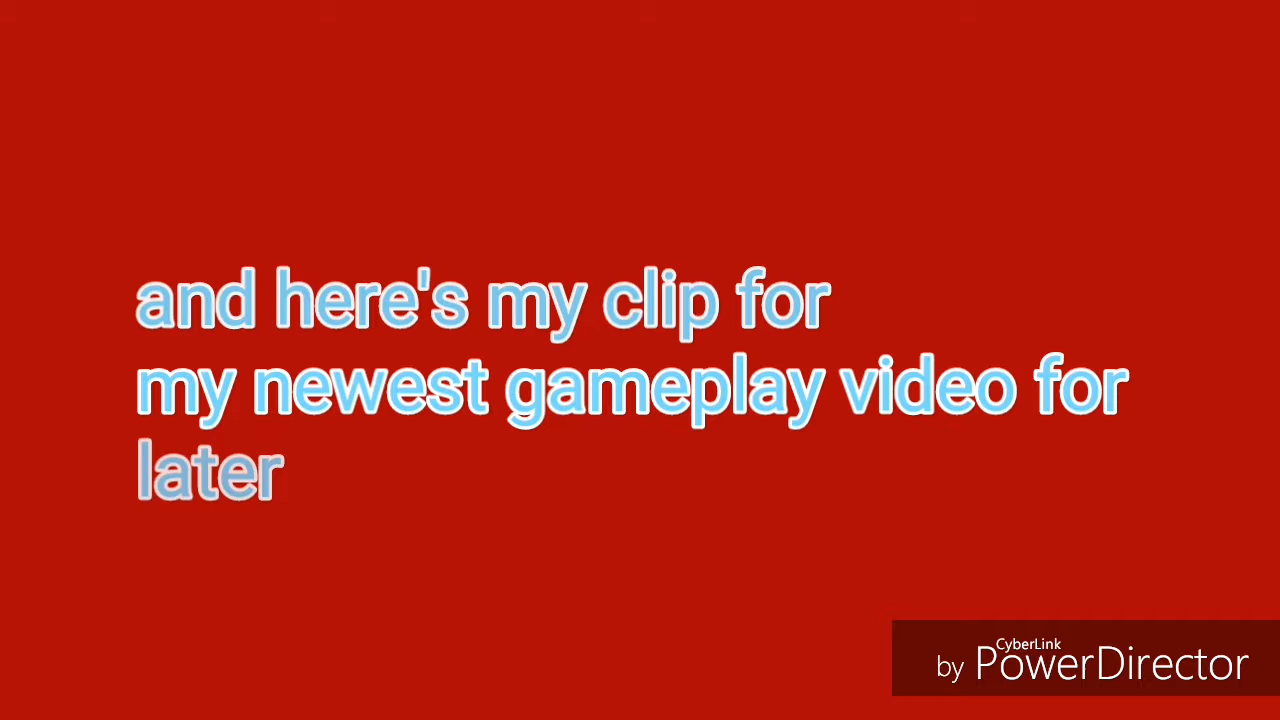 and here's my clip for
my newest gameplay video for
later
CyberLink
by PowerDirector